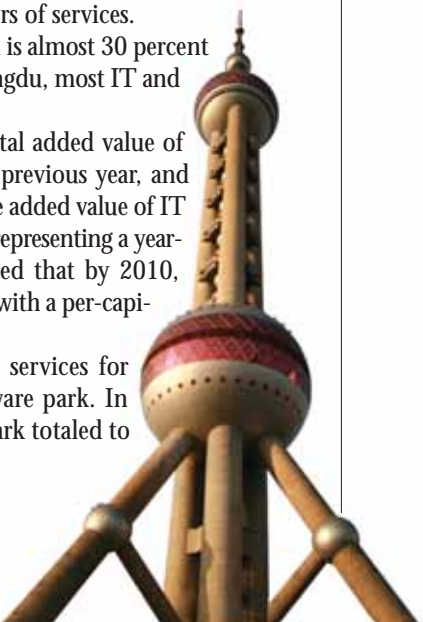 rs of services.
is almost 30 percent
ngdu, most IT and
tal added value of
previous year, and
e added value of IT
representing a year-
ed that by 2010,
with a per-capi-
services for
ware park. In
ark totaled to